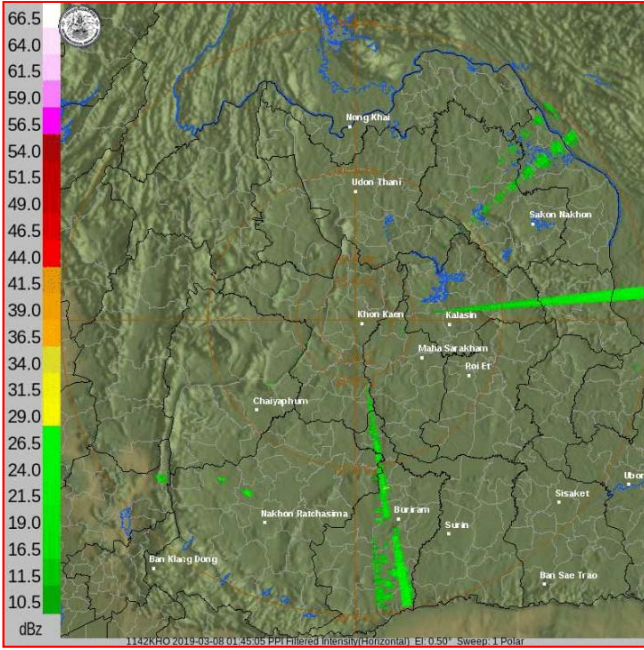 66.5
64.0
61.5
59.0
56.5
54.0
51.5
49.0
46.5
44.0
41.5
39.0
36.5
34.0
31.5
29.0
26.5
24.5
21.5
19.0
16.5
11.5
10.5
dBz
Nong Khai
Udon Thani
Sakon Nakhon
Khon Kaen
Kalasin
Maha Sarakham
Roi Et
Chaiyaphum
Ubon
Sisaket
Nakhon Ratchasima
Buriram
Surin
Ban Klang Dong
Ban Sae Trao
1142KHO 2019-03-08 01:45:05 PPI Filtered Intensity(Horizontal) El: 0.50° Sweep: 1 Polar